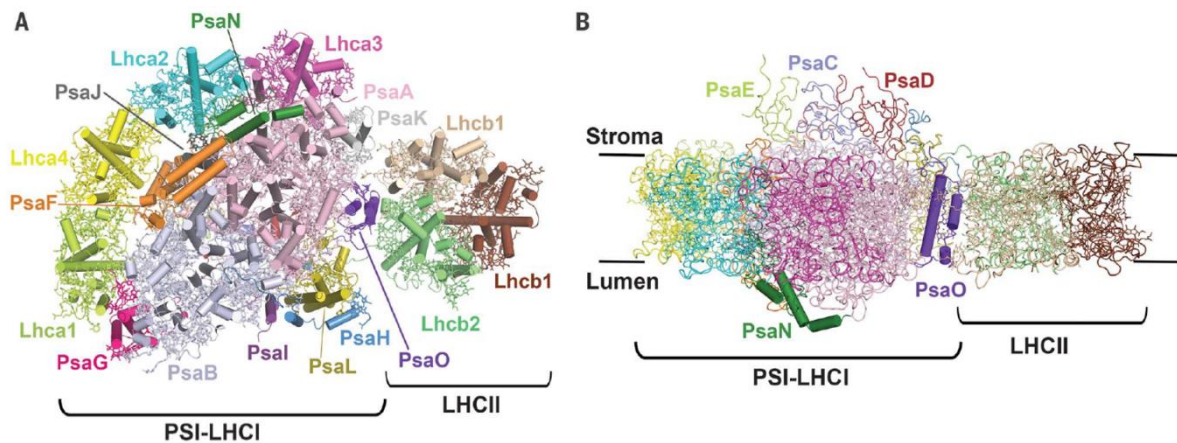 A
PsaN
Lhca2
Lhca3
PsaJ
PsaA
PsaK
Lhcb1
Lhca4
PsaF
Lhcb1
Lhca1
Lhcb2
PsaG
PsaI
PsaH
PsaB
PsaL
PsaO
LHCII
PSI-LHCI
B
PsaC
PsaE
PsaD
Stroma
Lumen
PsaO
PsaN
LHCII
PSI-LHCI